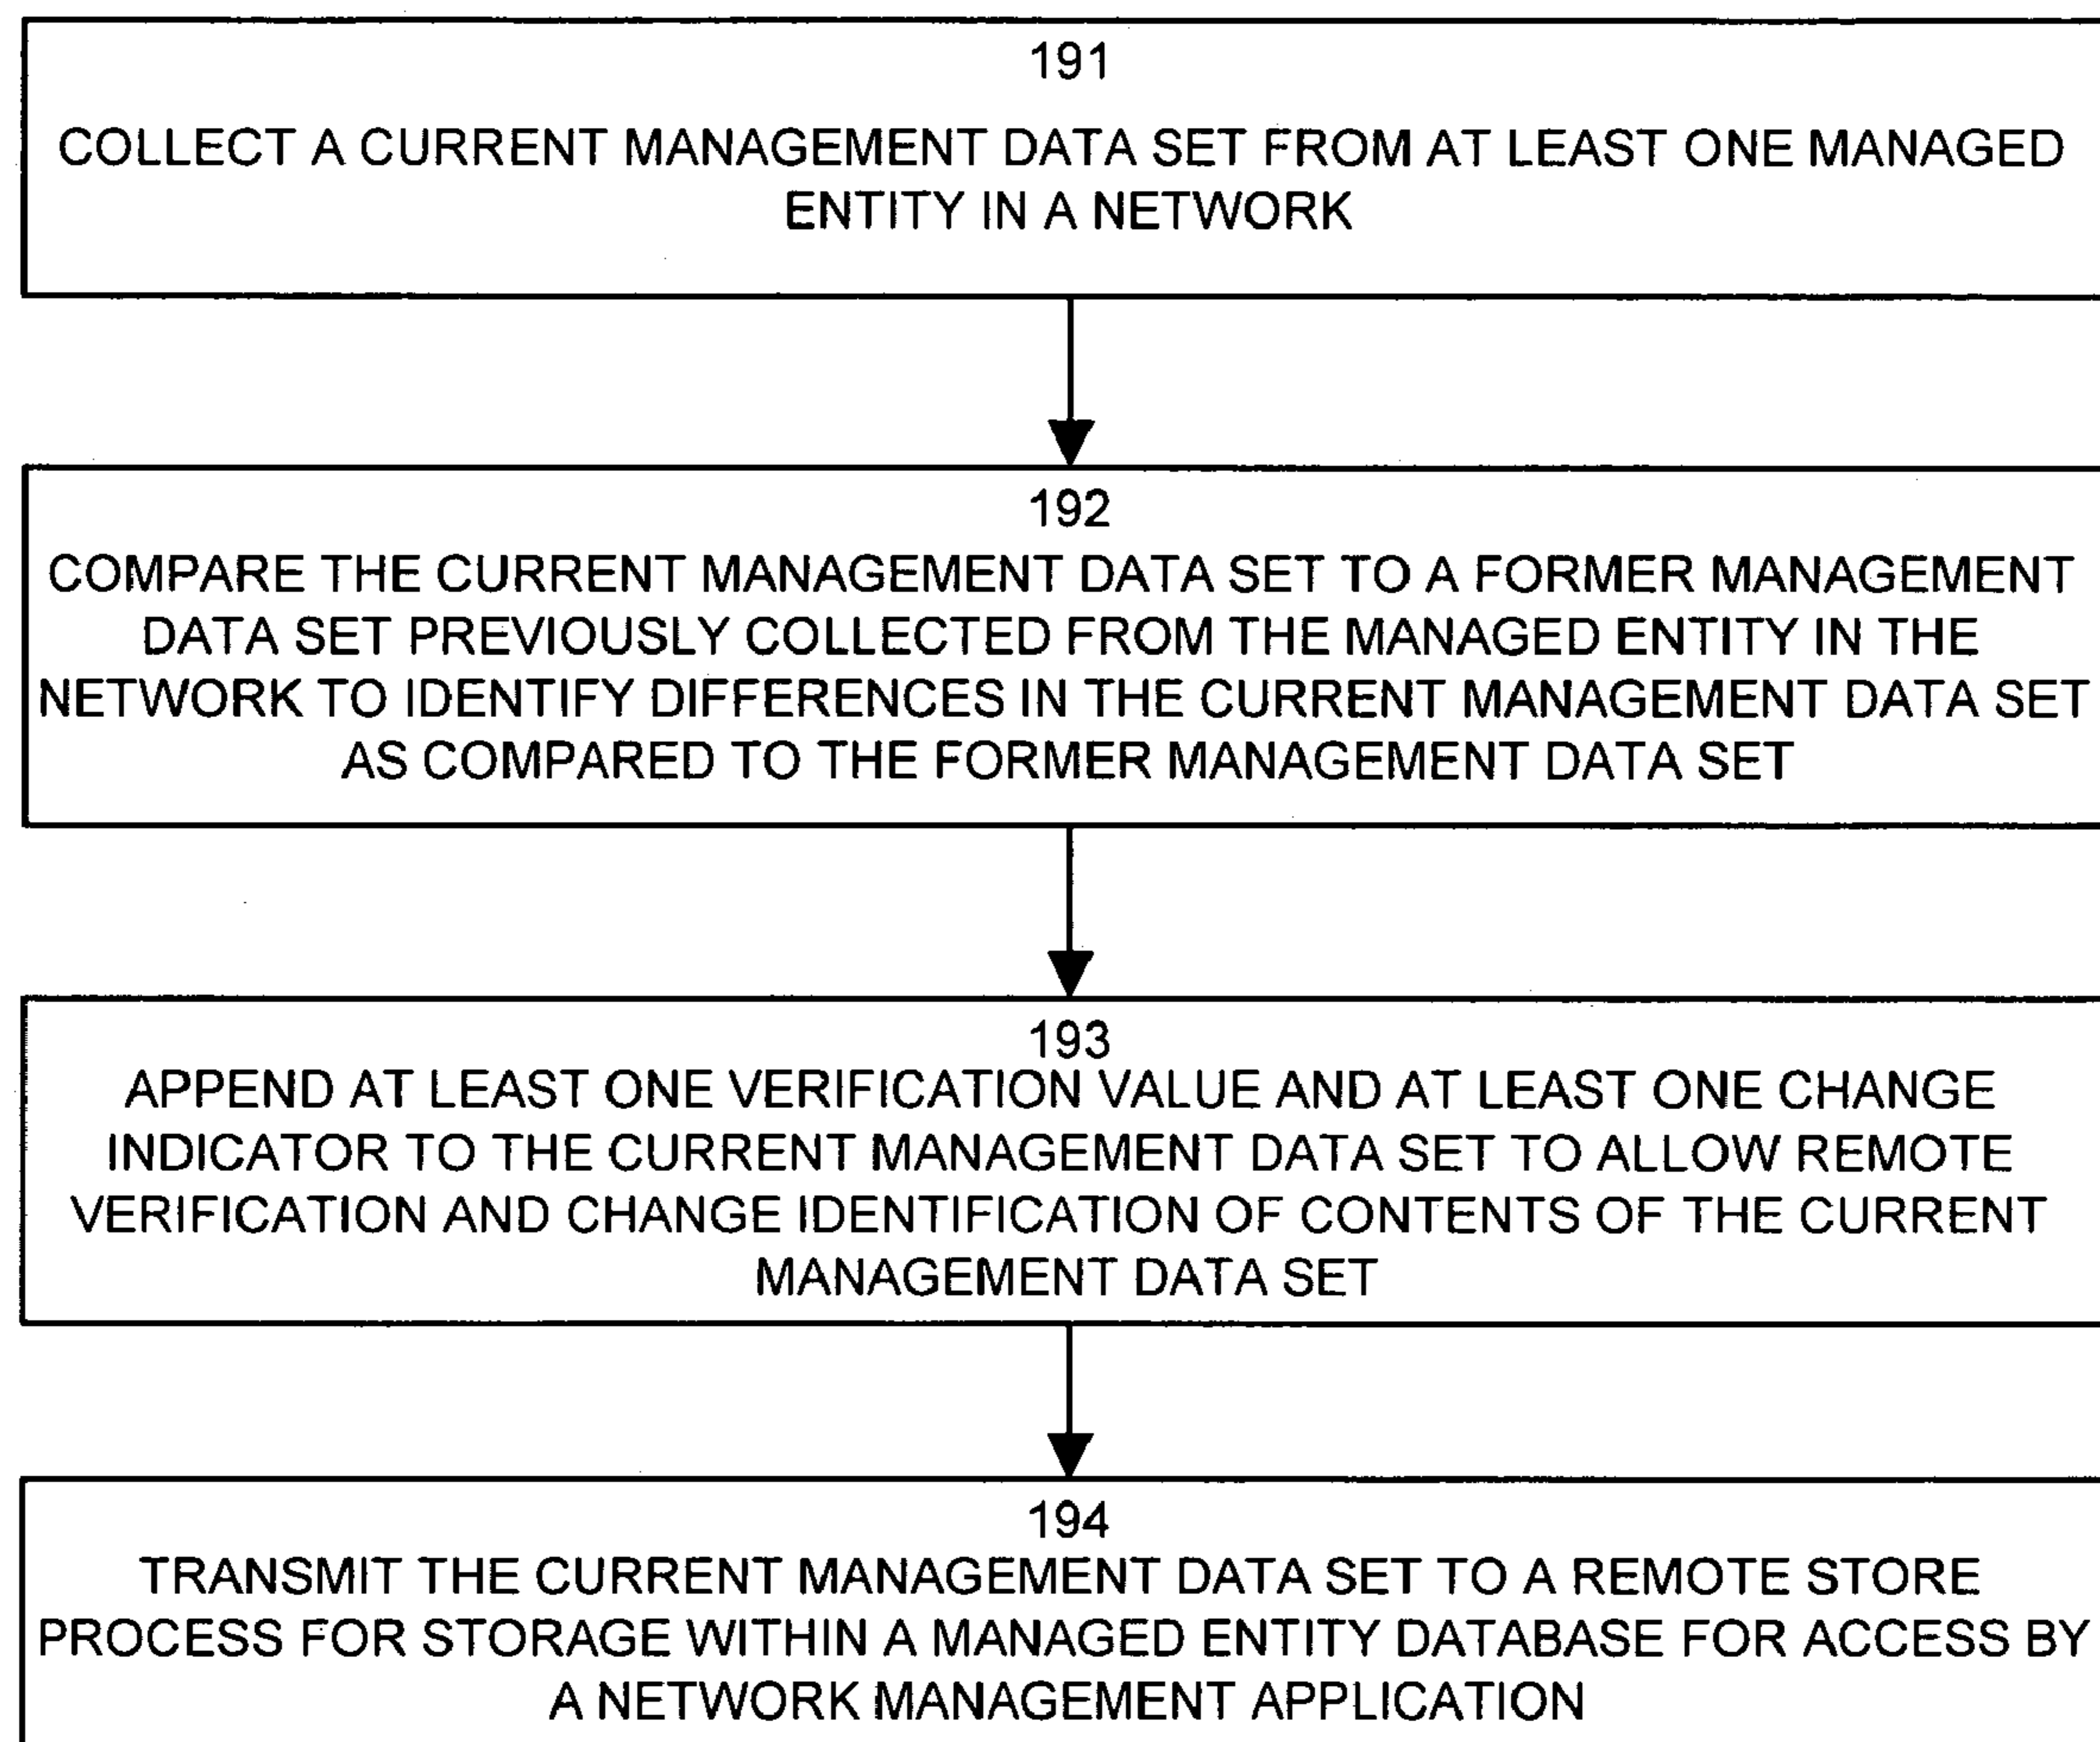 191
COLLECT A CURRENT MANAGEMENT DATA SET FROM AT LEAST ONE MANAGED
ENTITY IN A NETWORK
192
COMPARE THE CURRENT MANAGEMENT DATA SET TO A FORMER MANAGEMENT
DATA SET PREVIOUSLY COLLECTED FROM THE MANAGED ENTITY IN THE
NETWORK TO IDENTIFY DIFFERENCES IN THE CURRENT MANAGEMENT DATA SET
AS COMPARED TO THE FORMER MANAGEMENT DATA SET
193
APPEND AT LEAST ONE VERIFICATION VALUE AND AT LEAST ONE CHANGE
INDICATOR TO THE CURRENT MANAGEMENT DATA SET TO ALLOW REMOTE
VERIFICATION AND CHANGE IDENTIFICATION OF CONTENTS OF THE CURRENT
MANAGEMENT DATA SET
194
TRANSMIT THE CURRENT MANAGEMENT DATA SET TO A REMOTE STORE
PROCESS FOR STORAGE WITHIN A MANAGED ENTITY DATABASE FOR ACCESS BY
A NETWORK MANAGEMENT APPLICATION